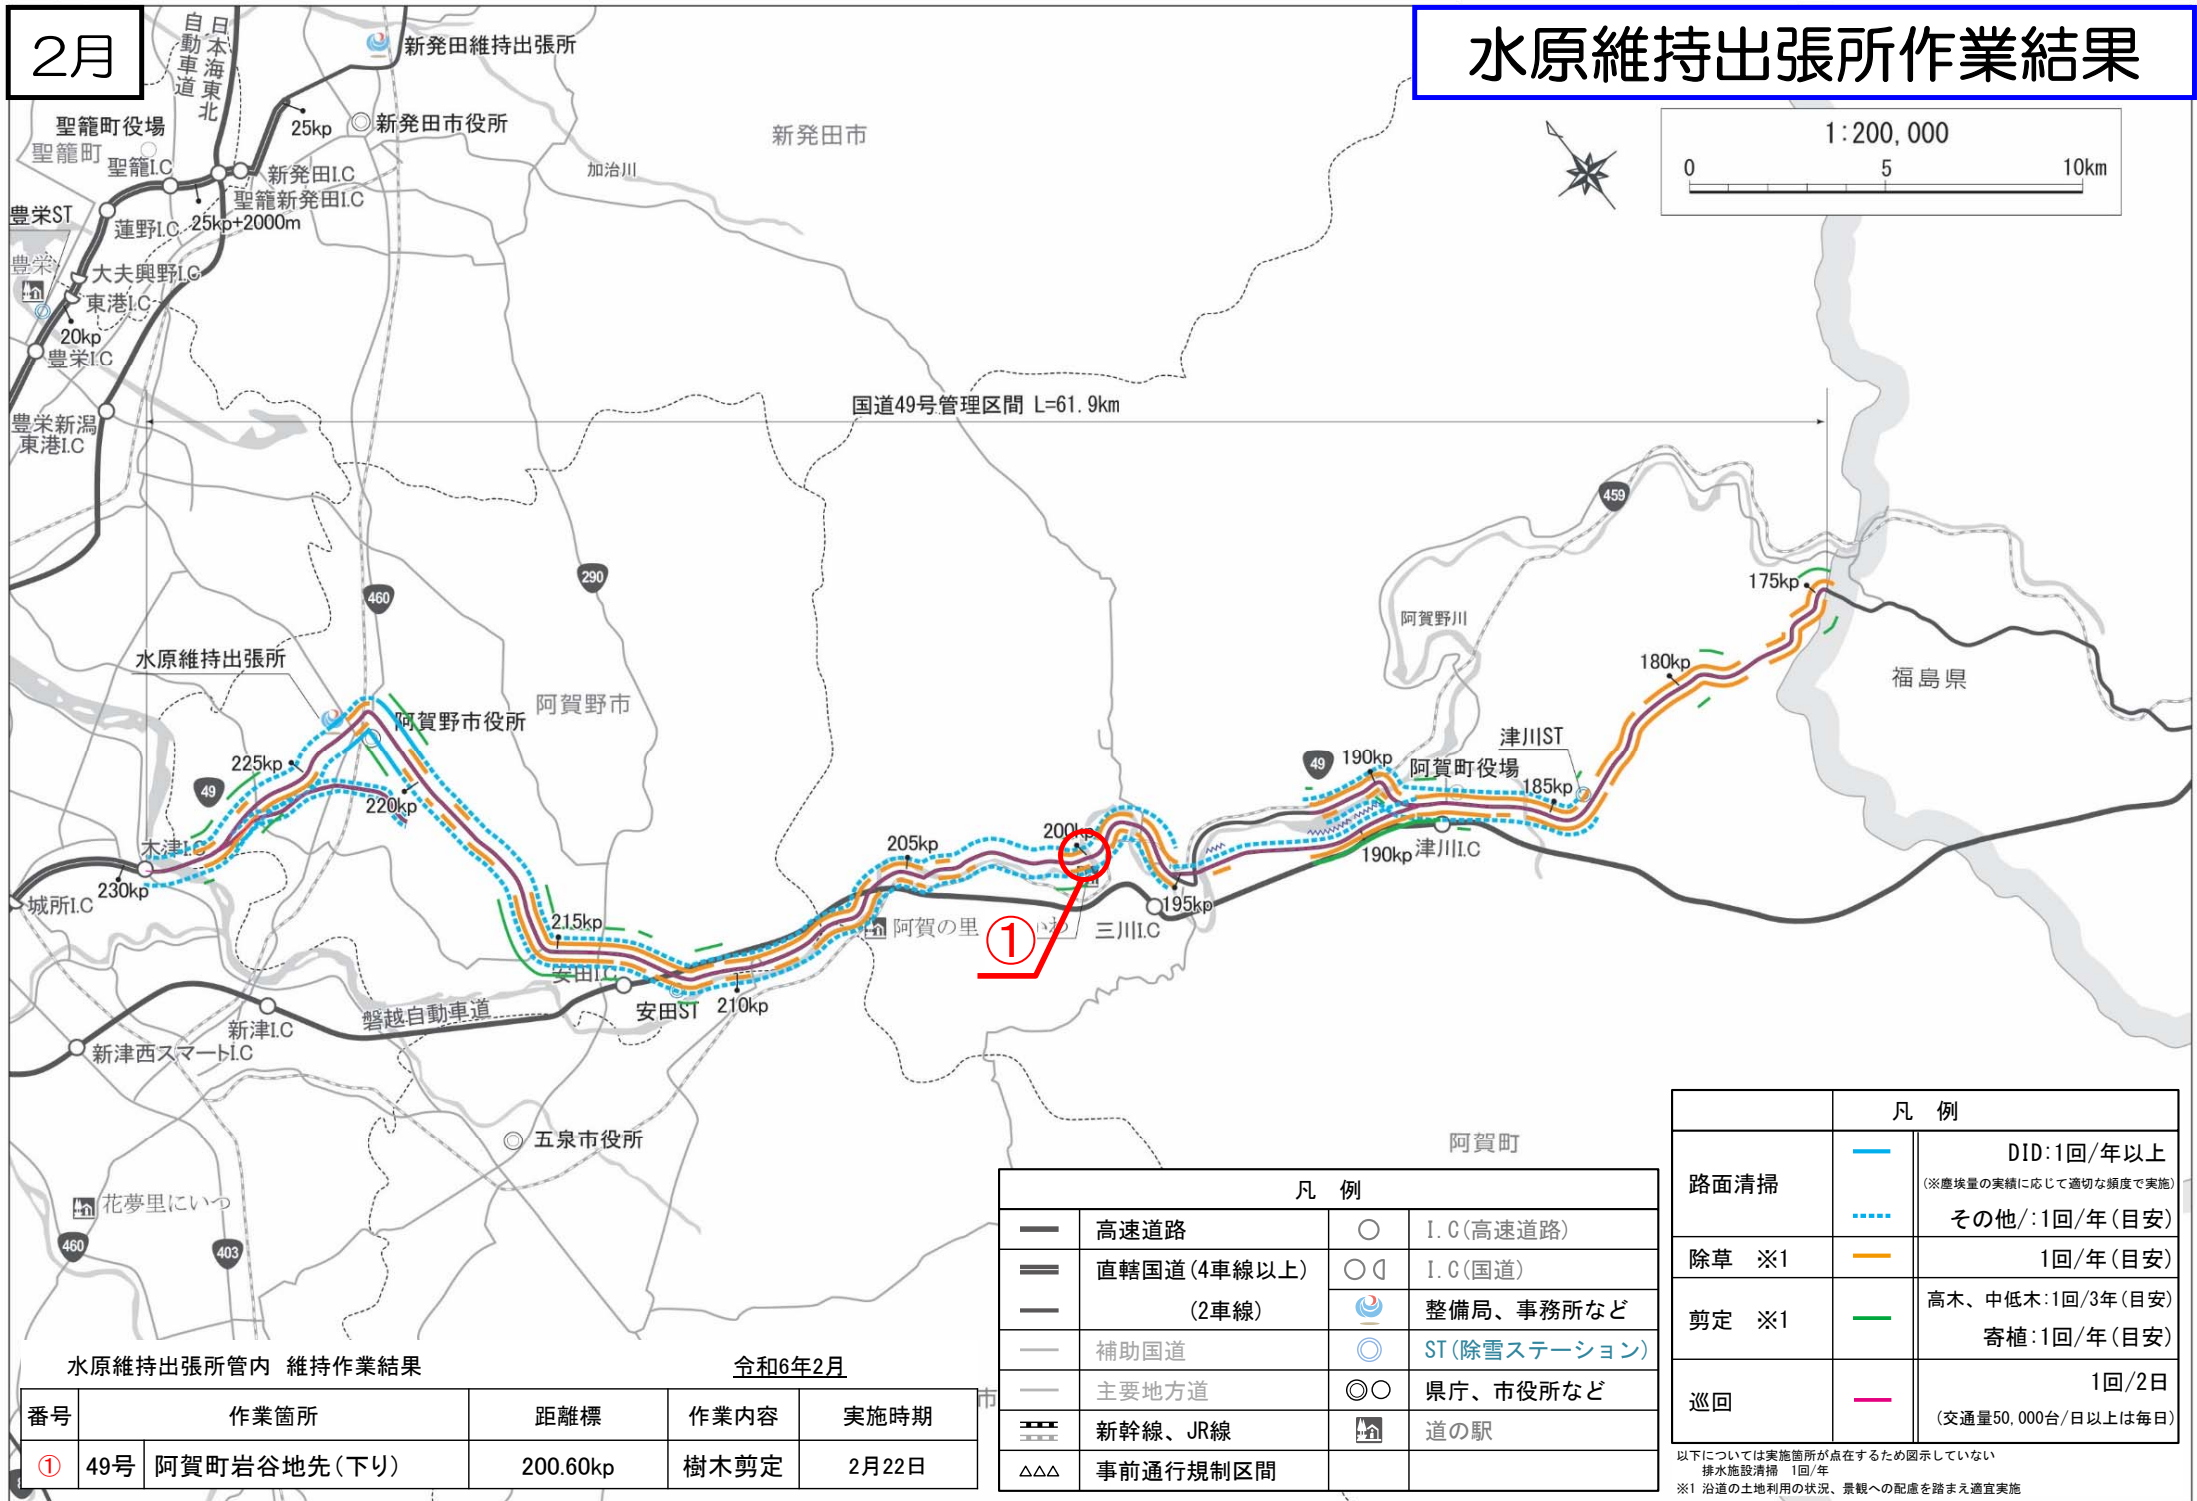 2月
水原維持出張所作業結果
日本海東北
自動車道
新発田維持出張所
聖籠町役場
聖籠町
聖籠I.C
25kp
新発田市役所
新発田市
加治川
1:200,000
0 5 10km
新発田I.C
聖籠新発田I.C
豊栄ST
蓮野I.C
25kp+2000m
豊栄
大夫興野I.C
東港I.C
20kp
豊栄I.C
豊栄新潟
東港I.C
国道49号管理区間 L=61.9km
459
290
460
175kp
阿賀野川
水原維持出張所
180kp
福島県
阿賀野市
阿賀野市役所
津川ST
225kp
49
49
190kp
阿賀町役場
185kp
220kp
木津I.C
205kp
200kp
190kp
津川I.C
230kp
城所I.C
195kp
215kp
阿賀の里
①
かわ
三川I.C
安田I.C
安田ST
210kp
磐越自動車道
新津I.C
新津西スマートI.C
五泉市役所
阿賀町
花夢里にいつ
460
403
市
凡 例
高速道路
I.C(高速道路)
直轄国道(4車線以上)
I.C(国道)
(2車線)
整備局、事務所など
補助国道
ST(除雪ステーション)
主要地方道
県庁、市役所など
新幹線、JR線
道の駅
事前通行規制区間
凡 例
路面清掃
DID:1回/年以上
(※塵埃量の実績に応じて適切な頻度で実施)
その他/:1回/年(目安)
除草 ※1
1回/年(目安)
剪定 ※1
高木、中低木:1回/3年(目安)
寄植:1回/年(目安)
巡回
1回/2日
(交通量50,000台/日以上は毎日)
以下については実施箇所が点在するため図示していない
排水施設清掃 1回/年
※1 沿道の土地利用の状況、景観への配慮を踏まえ適宜実施
水原維持出張所管内 維持作業結果
令和6年2月
番号 作業箇所 距離標 作業内容 実施時期
① 49号 阿賀町岩谷地先(下り) 200.60kp 樹木剪定 2月22日